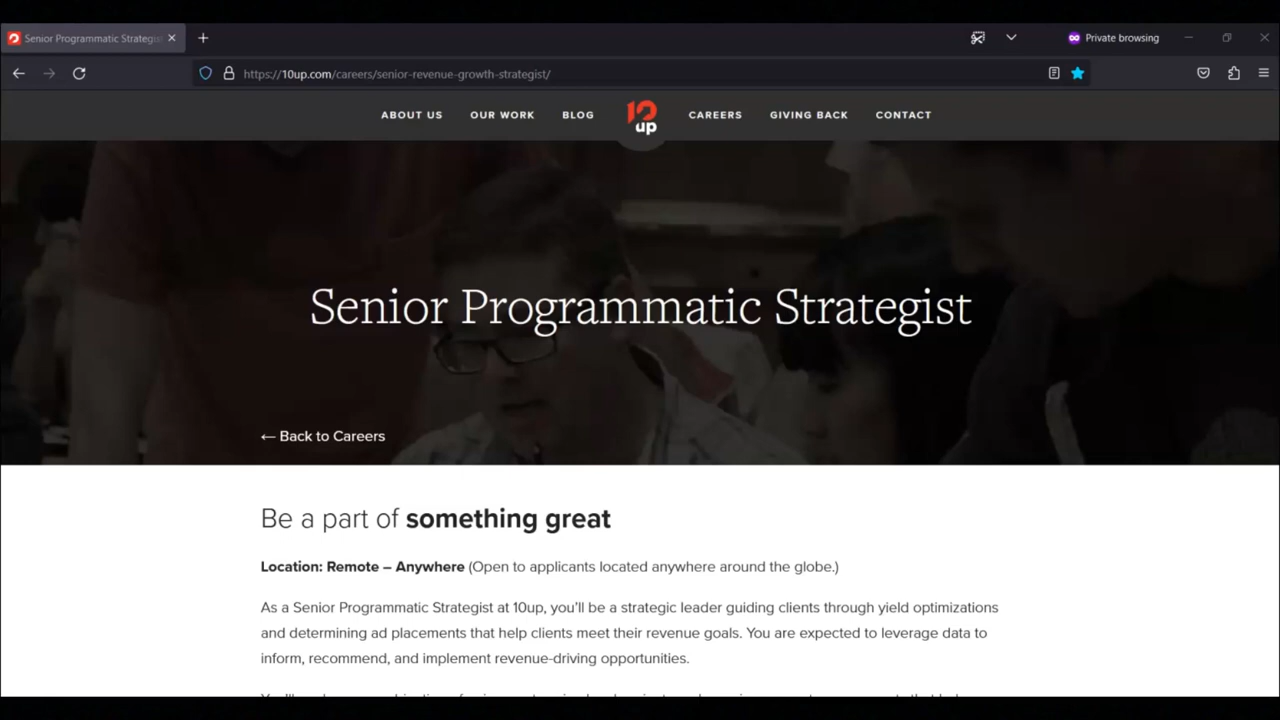 Senior Programmatic Strategis
Private browsing
https://10up.com/careers/senior-revenue-growth-strategist/
ABOUT US
OUR WORK
BLOG
10up
CAREERS
GIVING BACK
CONTACT
Senior Programmatic Strategist
← Back to Careers
Be a part of something great
Location: Remote – Anywhere (Open to applicants located anywhere around the globe.)
As a Senior Programmatic Strategist at 10up, you’ll be a strategic leader guiding clients through yield optimizations
and determining ad placements that help clients meet their revenue goals. You are expected to leverage data to
inform, recommend, and implement revenue-driving opportunities.